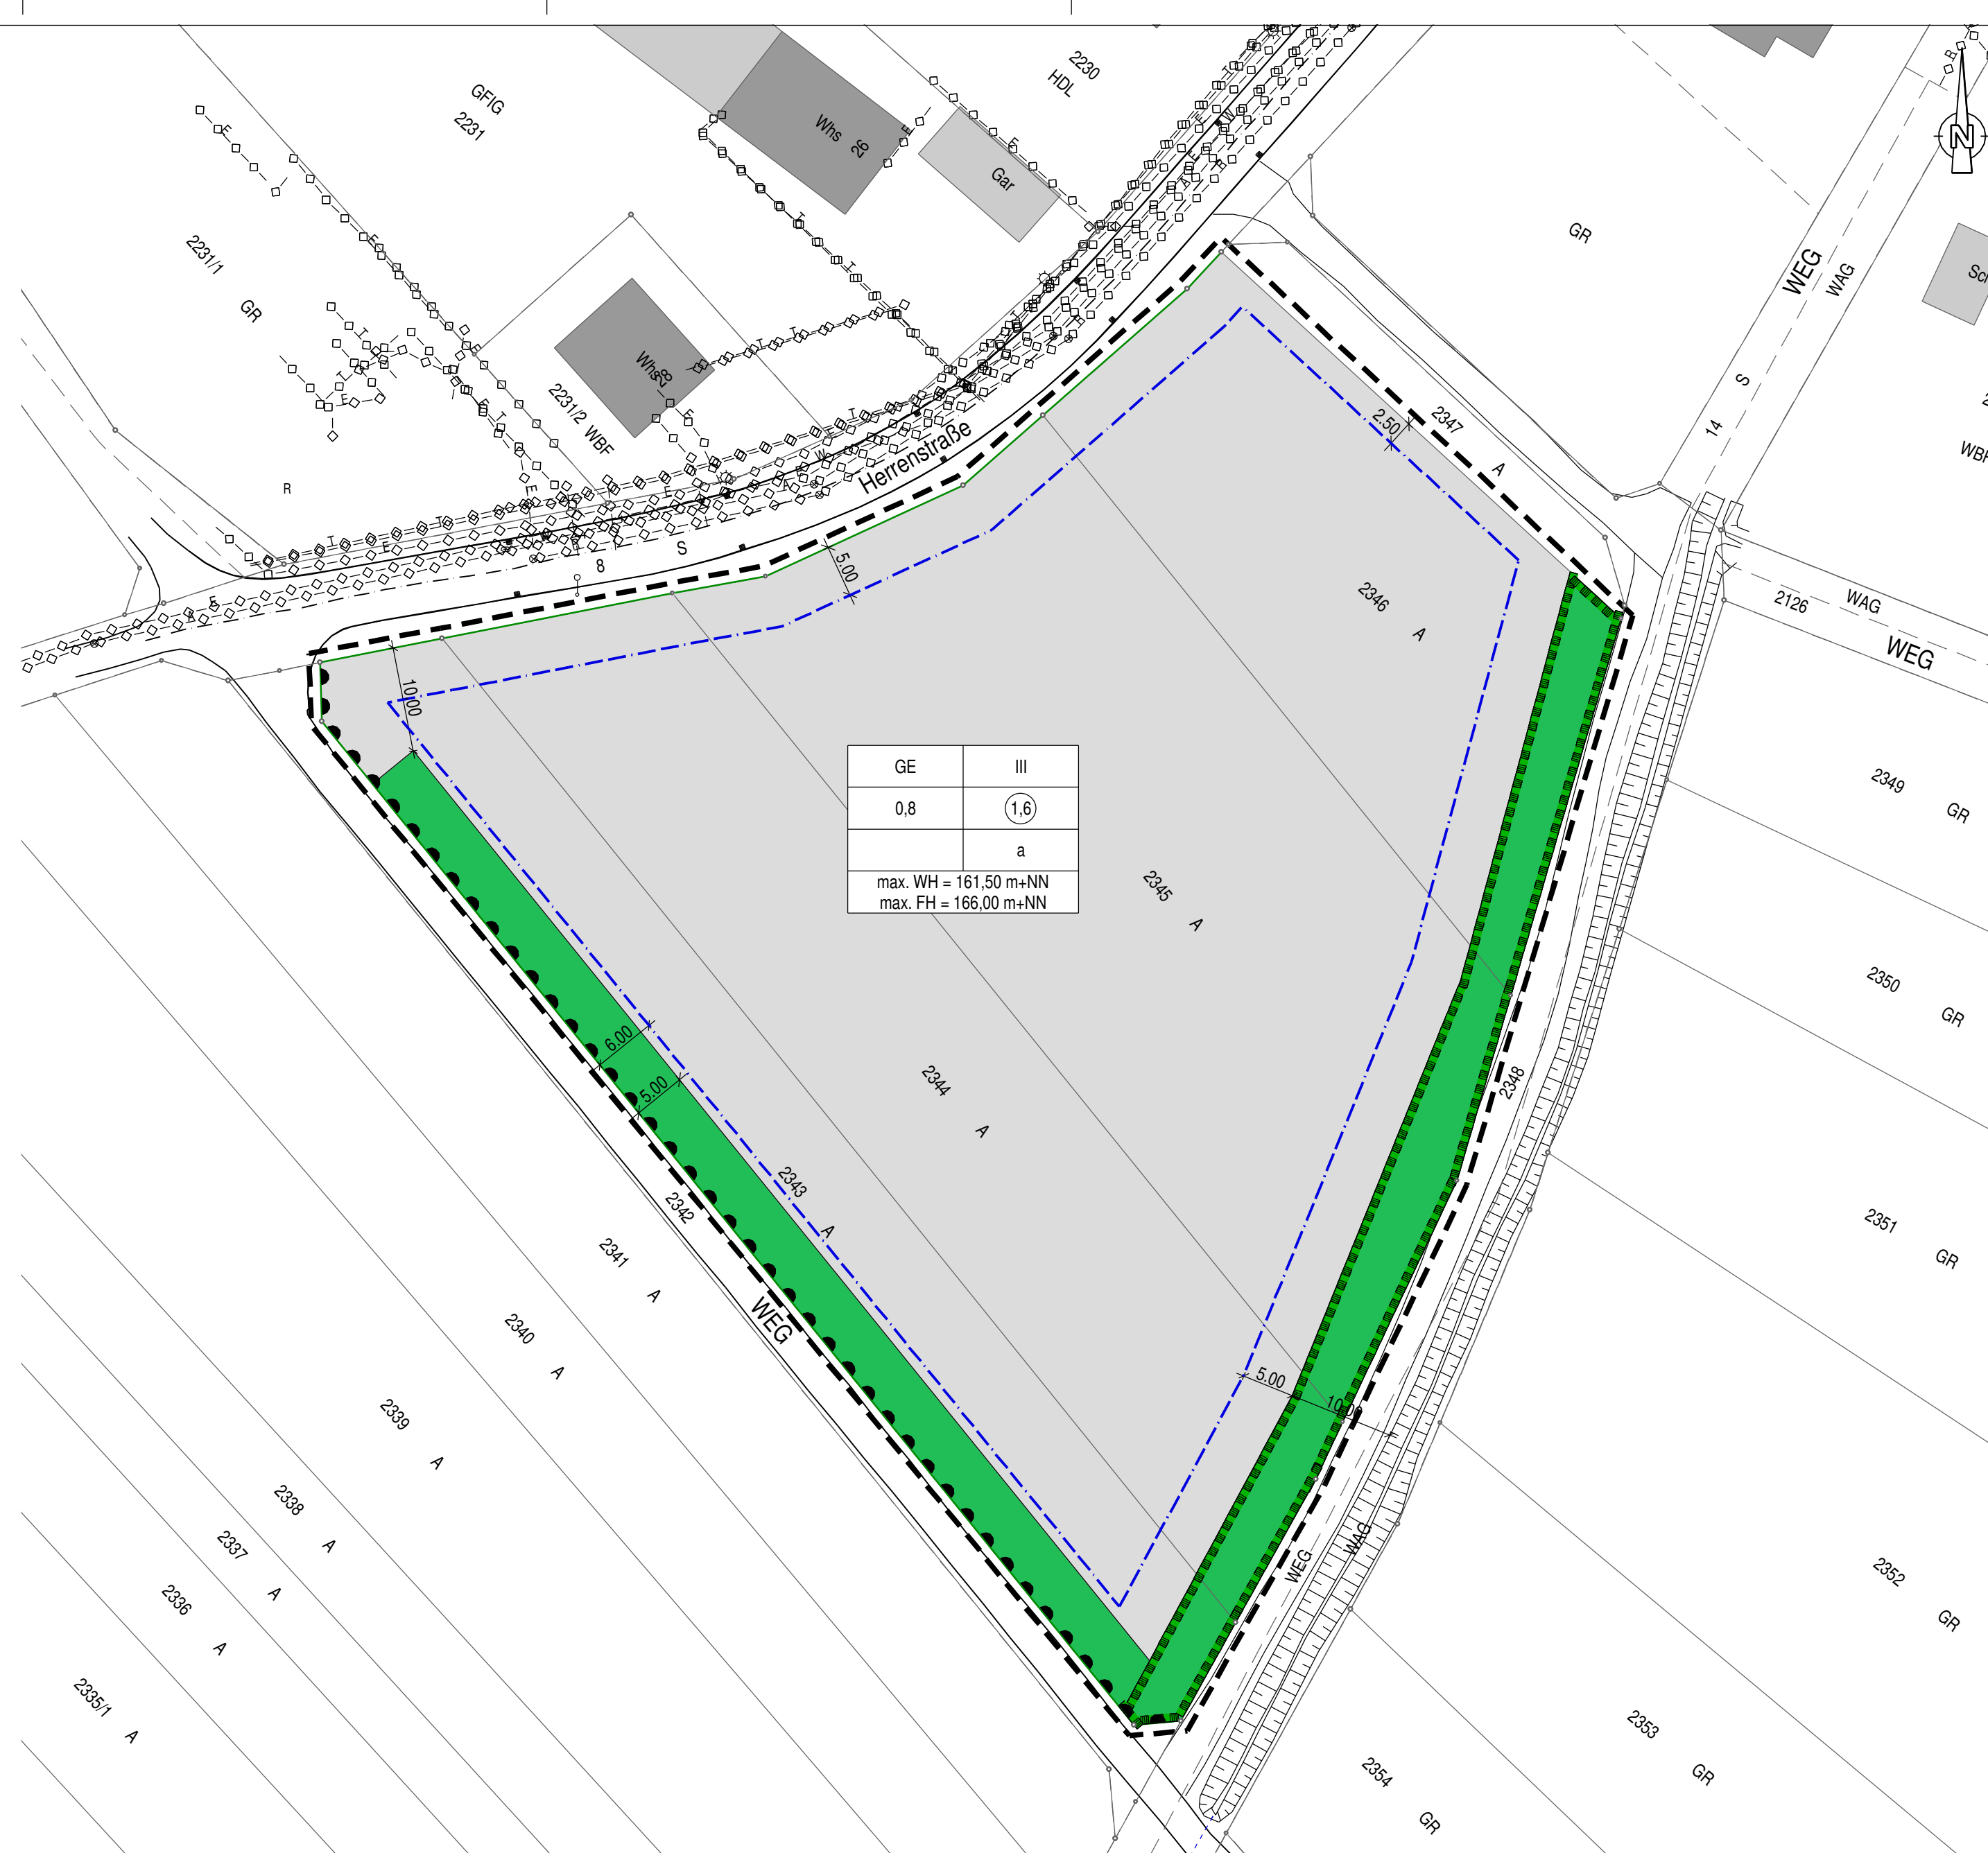 GFlG
2231
2230
HDL
Whs
26
Gar
2231/1
GR
Whs
28
2231/2
WBF
R
Herrenstraße
S
8
GR
WEG
WAG
N
S
14
2126
WAG
WEG
2.50
2347
A
5.00
10.00
2346
A
GE
III
0,8
1,6
a
max. WH = 161,50 m+NN
max. FH = 166,00 m+NN
2345
A
2349
GR
2350
GR
2344
A
6.00
5.00
2348
2343
A
2342
2341
A
WEG
2351
GR
2340
A
5.00
10.00
2339
A
WEG
WAG
2352
GR
2338
A
2337
A
2336
A
2335/1
A
2353
GR
2354
GR